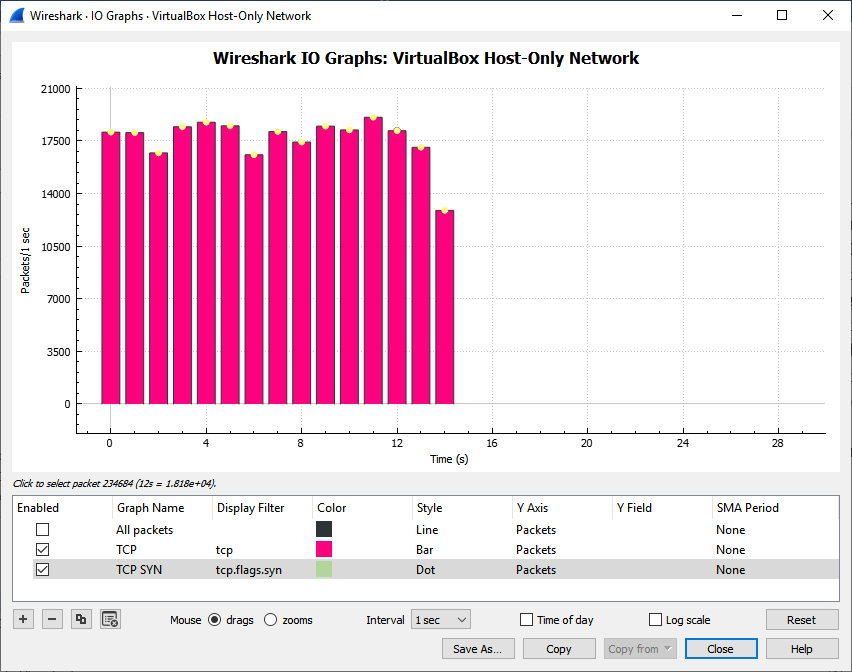 Wireshark · IO Graphs · VirtualBox Host-Only Network
Wireshark IO Graphs: VirtualBox Host-Only Network
21000
17500
14000
10500
7000
3500
0
Packets/1 sec
0 4 8 12 16 20 24 28
Time (s)
Click to select packet 234684 (12s = 1.818e+04).
Enabled Graph Name Display Filter Color Style Y Axis Y Field SMA Period
All packets Line Packets None
TCP tcp Bar Packets None
TCP SYN tcp.flags.syn Dot Packets None
Mouse drags zooms Interval 1 sec Time of day Log scale Reset
Save As... Copy Copy from Close Help